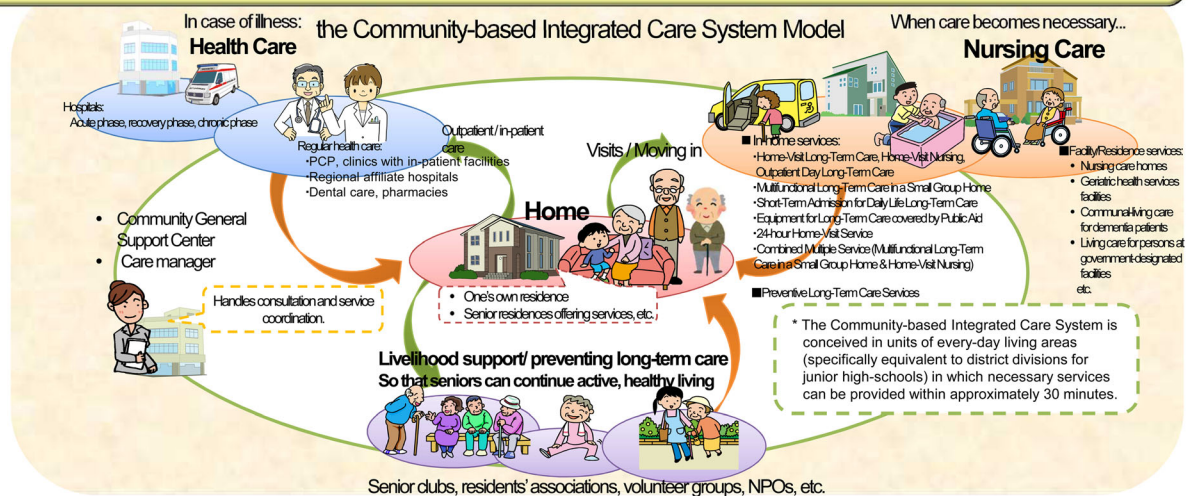 In case of illness:
Health Care
the Community-based Integrated Care System Model
When care becomes necessary...
Nursing Care
Hospitals:
Acute phase, recovery phase, chronic phase
Regular health care:
・PCP, clinics with in-patient facilities
・Regional affiliate hospitals
・Dental care, pharmacies
Outpatient / in-patient
care
Visits / Moving in
■In-home services:
・Home-Visit Long-Term Care, Home-Visit Nursing,
Outpatient Day Long-Term Care
・Multifunctional Long-Term Care in a Small Group Home
・Short-Term Admission for Daily Life Long-Term Care
・Equipment for Long-Term Care covered by Public Aid
・24-hour Home-Visit Service
・Combined Multiple Service (Multifunctional Long-Term
Care in a Small Group Home & Home-Visit Nursing)
■Preventive Long-Term Care Services
■Facility/Residence services:
• Nursing care homes
• Geriatric health services
facilities
• Communal-living care
for dementia patients
• Living care for persons at
government-designated
facilities
etc.
• Community General
Support Center
• Care manager
Handles consultation and service
coordination.
Home
• One's own residence
• Senior residences offering services, etc.
Livelihood support/ preventing long-term care
So that seniors can continue active, healthy living
Senior clubs, residents' associations, volunteer groups, NPOs, etc.
* The Community-based Integrated Care System is
conceived in units of every-day living areas
(specifically equivalent to district divisions for
junior high-schools) in which necessary services
can be provided within approximately 30 minutes.